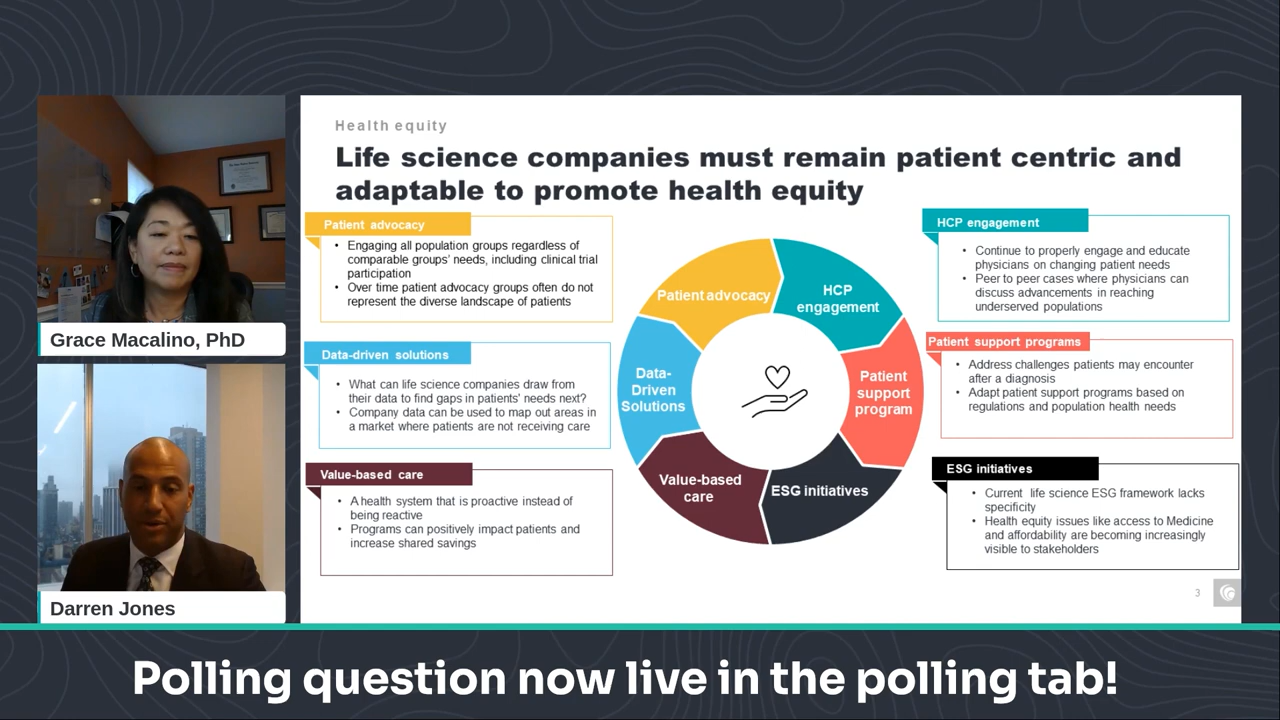 Grace Macalino, PhD
Darren Jones
Health equity
Life science companies must remain patient centric and
adaptable to promote health equity
Patient advocacy
• Engaging all population groups regardless of
comparable groups' needs, including clinical trial
participation
• Over time patient advocacy groups often do not
represent the diverse landscape of patients
Data-driven solutions
• What can life science companies draw from
their data to find gaps in patients' needs next?
• Company data can be used to map out areas in
a market where patients are not receiving care
Value-based care
• A health system that is proactive instead of
being reactive
• Programs can positively impact patients and
increase shared savings
Patient advocacy
HCP
engagement
Data-
Driven
Solutions
Patient
support
program
Value-based
care
ESG initiatives
HCP engagement
• Continue to properly engage and educate
physicians on changing patient needs
• Peer to peer cases where physicians can
discuss advancements in reaching
underserved populations
Patient support programs
• Address challenges patients may encounter
after a diagnosis
• Adapt patient support programs based on
regulations and population health needs
ESG initiatives
• Current life science ESG framework lacks
specificity
• Health equity issues like access to Medicine
and affordability are becoming increasingly
visible to stakeholders
3
Polling question now live in the polling tab!